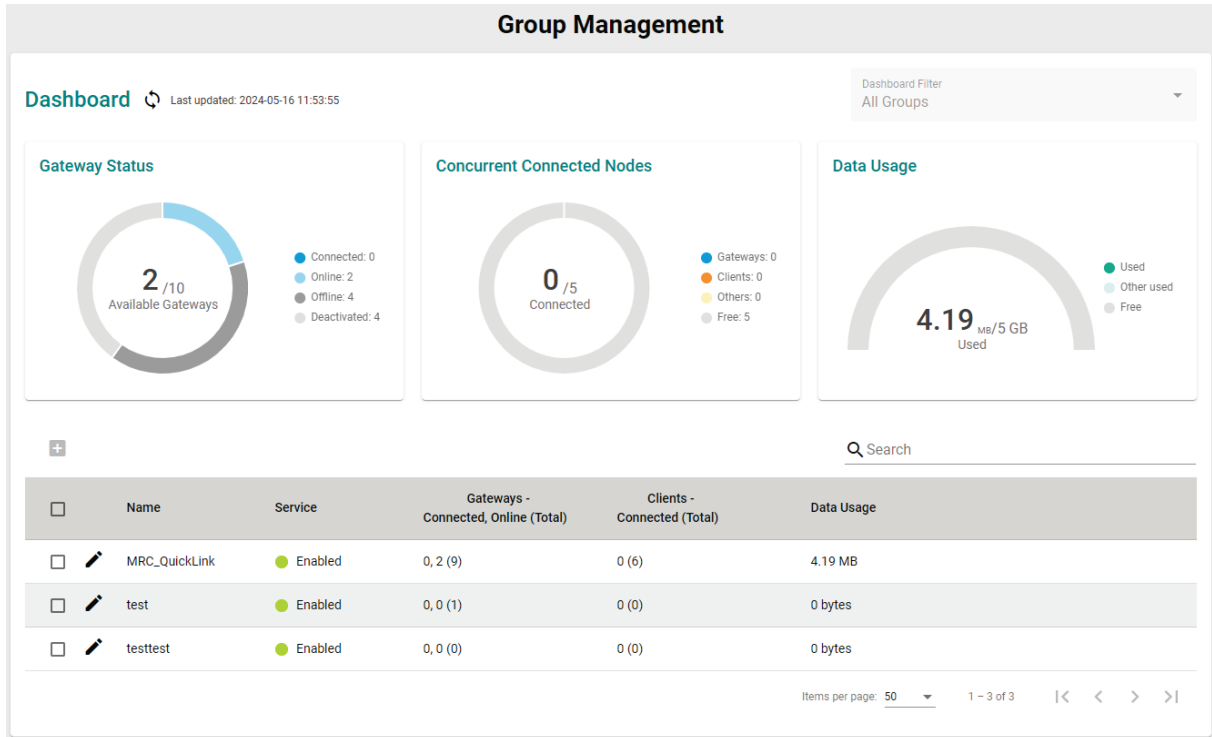 Group Management
Dashboard Last updated: 2024-05-16 11:53:55
Dashboard Filter
All Groups
Gateway Status
2 /10
Available Gateways
Connected: 0
Online: 2
Offline: 4
Deactivated: 4
Concurrent Connected Nodes
0 /5
Connected
Gateways: 0
Clients: 0
Others: 0
Free: 5
Data Usage
4.19 MB/5 GB
Used
Used
Other used
Free
Search
Name Service Gateways - Connected, Online (Total) Clients - Connected (Total) Data Usage
MRC_QuickLink Enabled 0, 2 (9) 0 (6) 4.19 MB
test Enabled 0, 0 (1) 0 (0) 0 bytes
testtest Enabled 0, 0 (0) 0 (0) 0 bytes
Items per page: 50 1 – 3 of 3